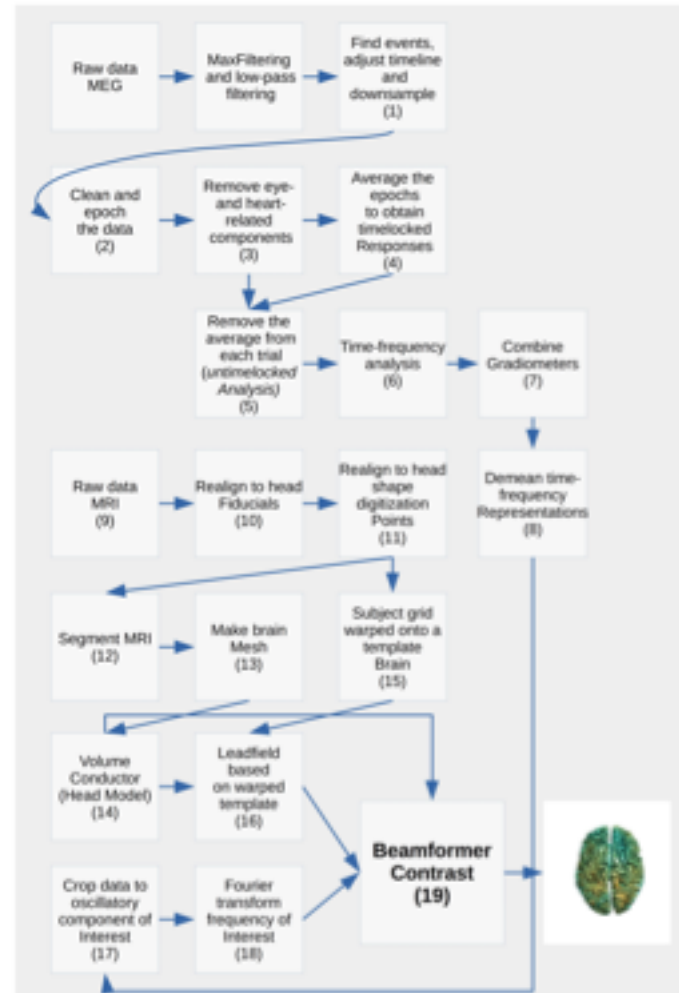 Raw data
MEG
MaxFiltering
and low-pass
filtering
Find events,
adjust timeline
and
downsample
(1)
Clean and
epoch
the data
(2)
Remove eye-
and heart-
related
components
(3)
Average the
epochs
to obtain
timelocked
Responses
(4)
Remove the
average from
each trial
(untimelocked
Analysis)
(5)
Time-frequency
analysis
(6)
Combine
Gradiometers
(7)
Raw data
MRI
(9)
Realign to head
Fiducials
(10)
Realign to head
shape
digitization
Points
(11)
Demean time-
frequency
Representations
(8)
Segment MRI
(12)
Make brain
Mesh
(13)
Subject grid
warped onto a
template
Brain
(15)
Volume
Conductor
(Head Model)
(14)
Leadfield
based
on warped
template
(16)
Beamformer
Contrast
(19)
Crop data to
oscillatory
component of
Interest
(17)
Fourier
transform
frequency of
Interest
(18)